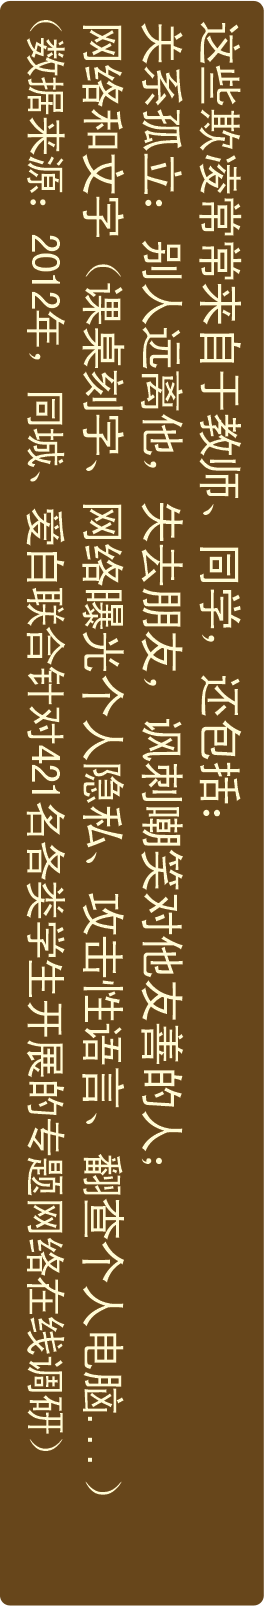 这些欺凌常常来自于教师、同学，还包括：
关系孤立：别人远离他，失去朋友，讽刺嘲笑对他友善的人；
网络和文字（课桌刻字、网络曝光个人隐私、攻击性语言、翻查个人电脑...）
（数据来源：2012年，同城、爱白联合针对421名各类学生开展的专题网络在线调研）